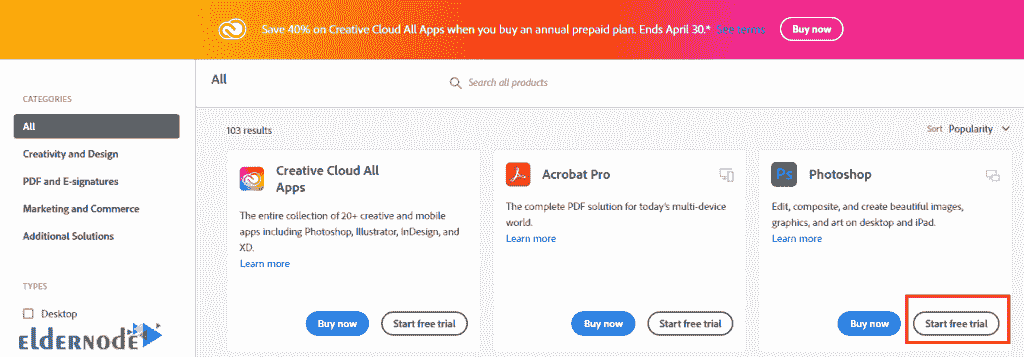 Save 40% on Creative Cloud All Apps when you buy an annual prepaid plan. Ends April 30.* See terms Buy now
All
Search all products
CATEGORIES
All
Creativity and Design
PDF and E-signatures
Marketing and Commerce
Additional Solutions
TYPES
Desktop
eldernode
103 results
Sort Popularity
Creative Cloud All
Apps
The entire collection of 20+ creative and mobile
apps including Photoshop, Illustrator, InDesign, and
XD.
Learn more
Buy now Start free trial
Acrobat Pro
The complete PDF solution for today's multi-device
world.
Learn more
Buy now Start free trial
Ps Photoshop
Edit, composite, and create beautiful images,
graphics, and art on desktop and iPad.
Learn more
Buy now Start free trial